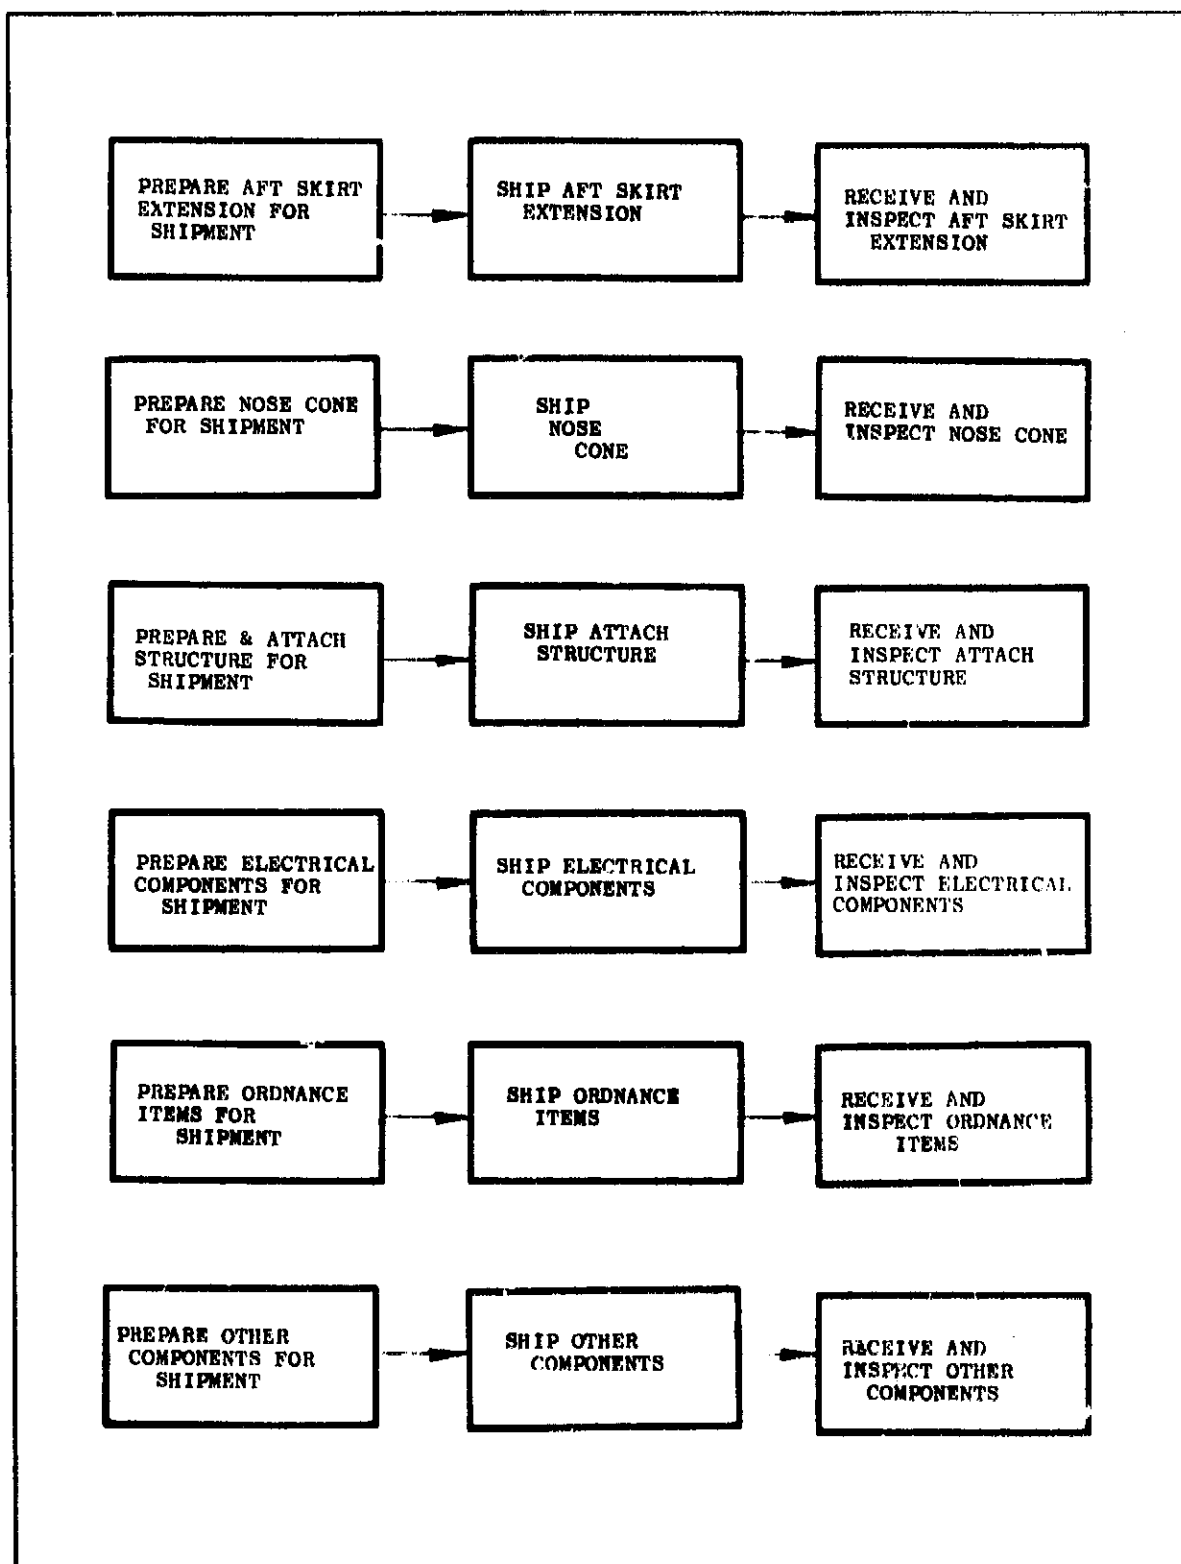 PREPARE AFT SKIRT
EXTENSION FOR
SHIPMENT
SHIP AFT SKIRT
EXTENSION
RECEIVE AND
INSPECT AFT SKIRT
EXTENSION
PREPARE NOSE CONE
FOR SHIPMENT
SHIP
NOSE
CONE
RECEIVE AND
INSPECT NOSE CONE
PREPARE & ATTACH
STRUCTURE FOR
SHIPMENT
SHIP ATTACH
STRUCTURE
RECEIVE AND
INSPECT ATTACH
STRUCTURE
PREPARE ELECTRICAL
COMPONENTS FOR
SHIPMENT
SHIP ELECTRICAL
COMPONENTS
RECEIVE AND
INSPECT ELECTRICAL
COMPONENTS
PREPARE ORDNANCE
ITEMS FOR
SHIPMENT
SHIP ORDNANCE
ITEMS
RECEIVE AND
INSPECT ORDNANCE
ITEMS
PREPARE OTHER
COMPONENTS FOR
SHIPMENT
SHIP OTHER
COMPONENTS
RECEIVE AND
INSPECT OTHER
COMPONENTS